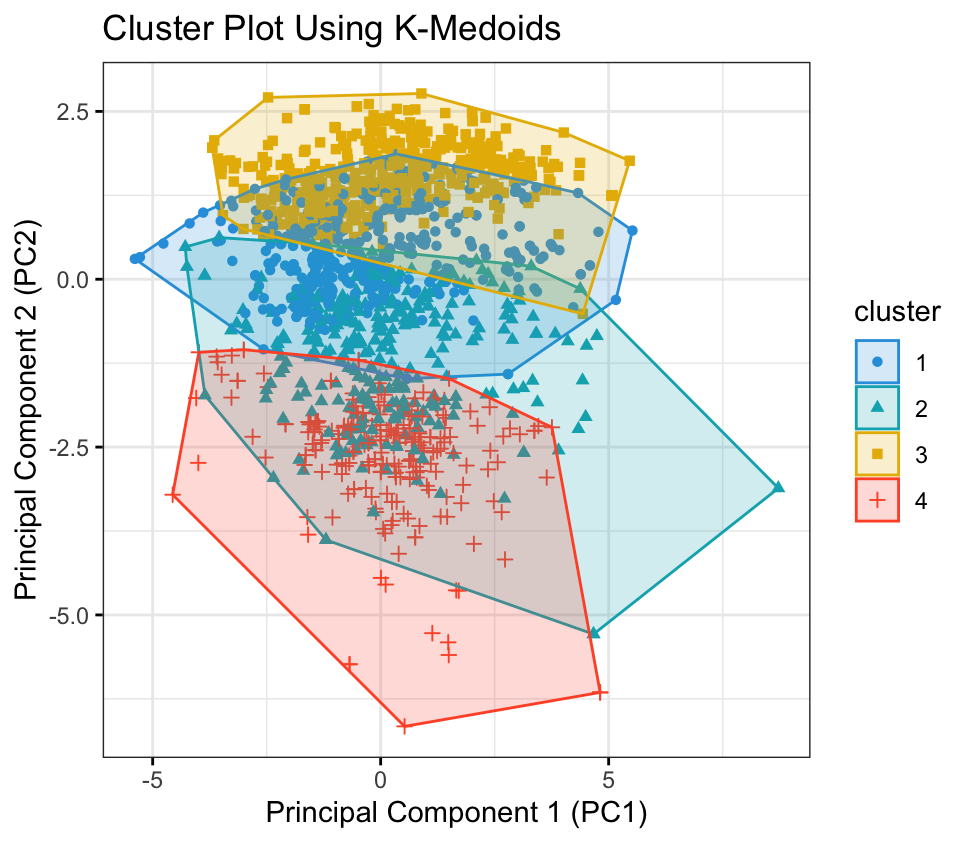 Cluster Plot Using K-Medoids
Principal Component 2 (PC2)
2.5
0.0
-2.5
-5.0
-5
0
5
Principal Component 1 (PC1)
cluster
1
2
3
4